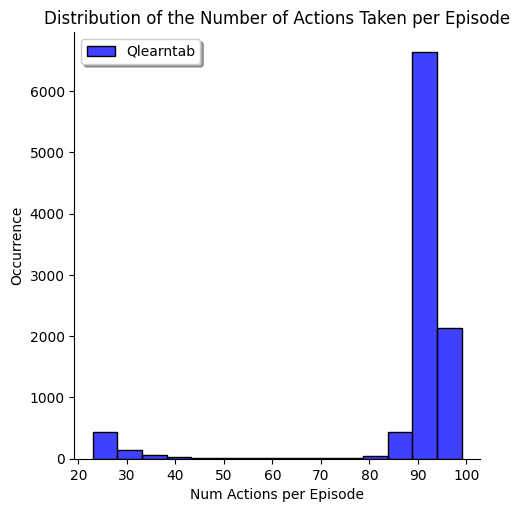 Distribution of the Number of Actions Taken per Episode
Qlearntab
6000
5000
4000
3000
2000
1000
0
Occurrence
20 30 40 50 60 70 80 90 100
Num Actions per Episode